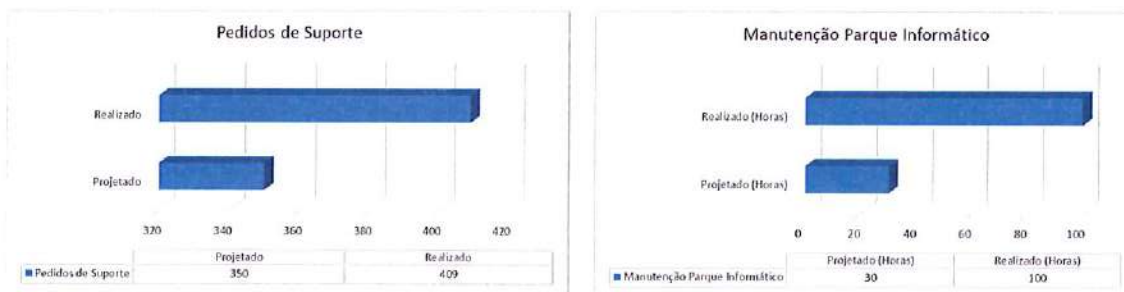 Pedidos de Suporte
Realizado
Projetado
320 340 360 380 400 420
Projetado Realizado
Pedidos de Suporte 350 409
Manutenção Parque Informático
Realizado (Horas)
Projetado (Horas)
0 20 40 60 80 100
Projetado (Horas) Realizado (Horas)
Manutenção Parque Informático 30 100